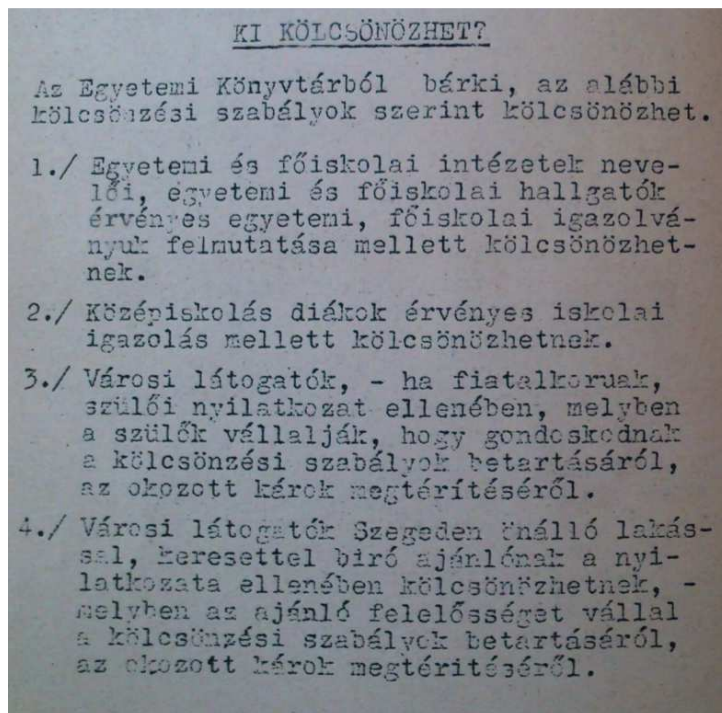 KI KÖLCSÖNÖZHET?
Az Egyetemi Könyvtárból bárki, az alábbi
kölcsönzési szabályok szerint kölcsönözhet.
1./ Egyetemi és főiskolai intézetek neve-
lői, egyetemi és főiskolai hallgatók
érvényes egyetemi, főiskolai igazolvá-
nyuk felmutatása mellett kölcsönözhet-
nek.
2./ Középiskolás diákok érvényes iskolai
igazolás mellett kölcsönözhetnek.
3./ Városi látogatók, - ha fiatalkoruak,
szülői nyilatkozat ellenében, melyben
a szülők vállalják, hogy gondoskodnak
a kölcsönzési szabályok betartásáról,
az okozott károk megtérítéséről.
4./ Városi látogatók Szegeden önálló lakás-
sal, keresettel biró ajánlónak a nyi-
latkozata ellenében kölcsönözhetnek, -
melyben az ajánló felelősséget vállal
a kölcsönzési szabályok betartásáról,
az okozott károk megtéritéséről.